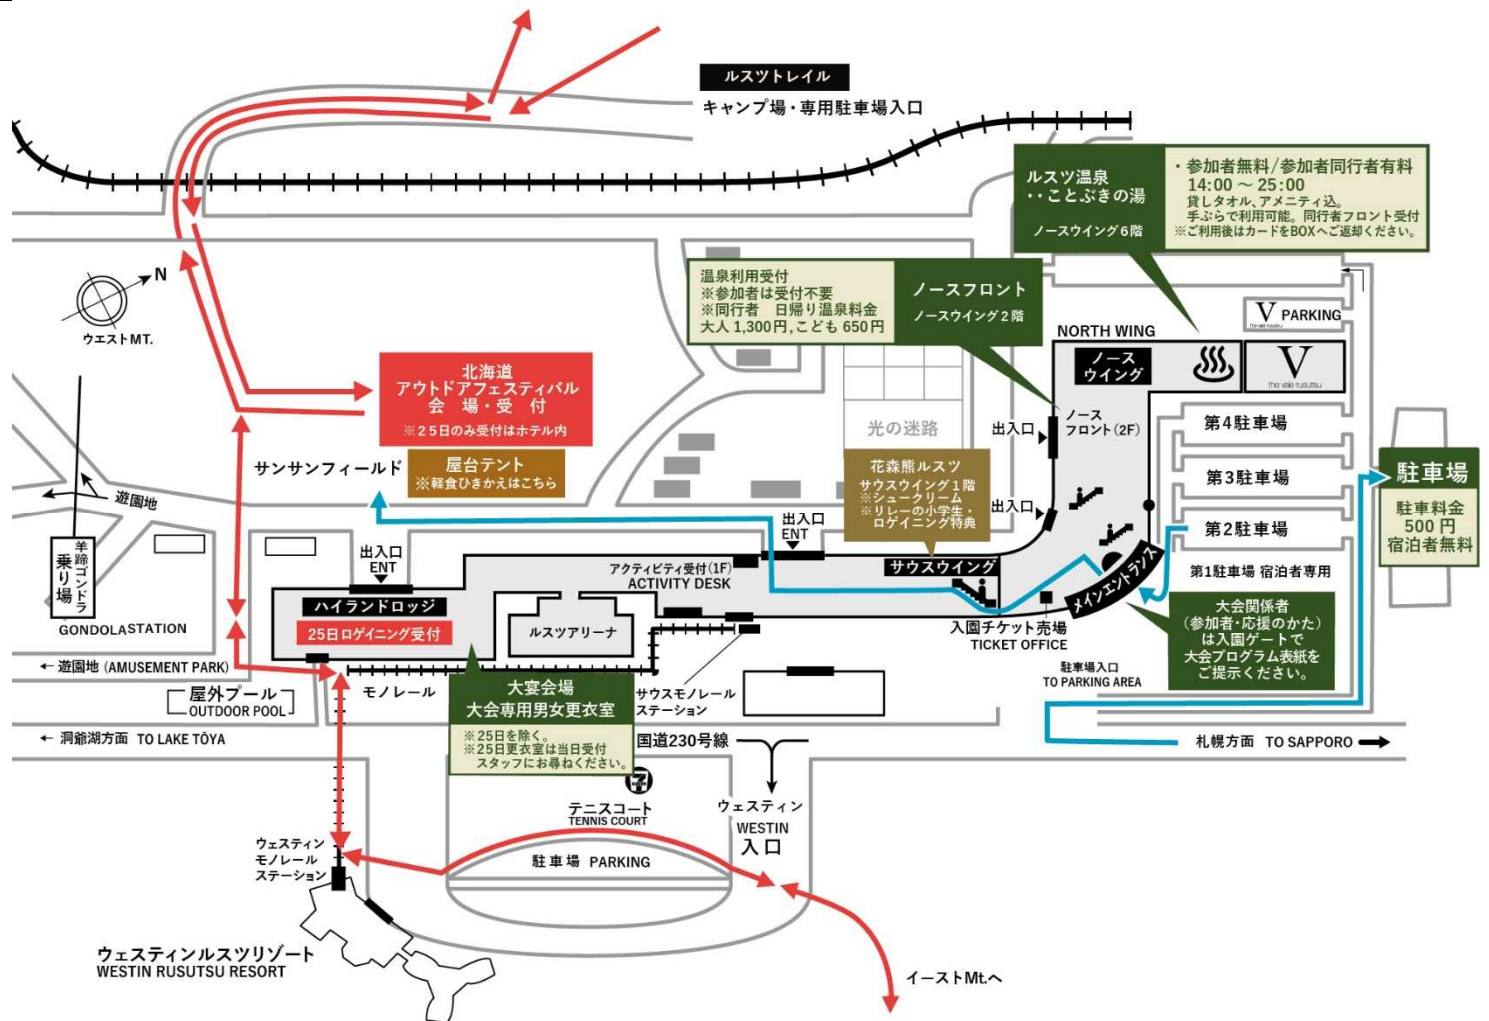 ルスツトレイル
キャンプ場・専用駐車場入口
ルスツ温泉
・・ことぶきの湯
ノースウイング6階
・参加者無料/参加者同行者有料
14:00 ～ 25:00
貸しタオル、アメニティ込。
手ぶらで利用可能。同行者フロント受付
※ご利用後はカードをBOXへご返却ください。
N
ウエストMT.
温泉利用受付
※参加者は受付不要
※同行者 日帰り温泉料金
大人 1,300円,こども 650円
ノースフロント
ノースウイング 2 階
V PARKING
the vale rusutsu
NORTH WING
ノース
ウイング
V
the vale rusutsu
北海道
アウトドアフェスティバル
会 場・受 付
※25日のみ受付はホテル内
光の迷路
出入口
ノース
フロント(2F)
第4駐車場
サンサンフィールド
屋台テント
※軽食ひきかえはこちら
花森熊ルスツ
サウスウイング 1 階
※シュークリーム
※リレーの小学生・
ロゲイニング特典
第3駐車場
駐車場
駐車料金
500 円
宿泊者無料
遊園地
出入口
出入口
ENT
第2駐車場
羊蹄ゴンドラ
乗り場
GONDOLASTATION
出入口
ENT
アクティビティ受付(1F)
ACTIVITY DESK
サウスウイング
メインエントランス
第1駐車場 宿泊者専用
ハイランドロッジ
25日ロゲイニング受付
ルスツアリーナ
入園チケット売場
TICKET OFFICE
大会関係者
(参加者・応援のかた)
は入園ゲートで
大会プログラム表紙を
ご提示ください。
← 遊園地 (AMUSEMENT PARK)
駐車場入口
TO PARKING AREA
屋外プール
OUTDOOR POOL
モノレール
大宴会場
大会専用男女更衣室
※25日を除く。
※25日更衣室は当日受付
スタッフにお尋ねください。
サウスモノレール
ステーション
← 洞爺湖方面 TO LAKE TŌYA
国道230号線
札幌方面 TO SAPPORO
テニスコート
TENNIS COURT
ウェスティン
WESTIN
入口
ウェスティン
モノレール
ステーション
駐車場 PARKING
ウェスティンルスツリゾート
WESTIN RUSUTSU RESORT
イーストMt.へ